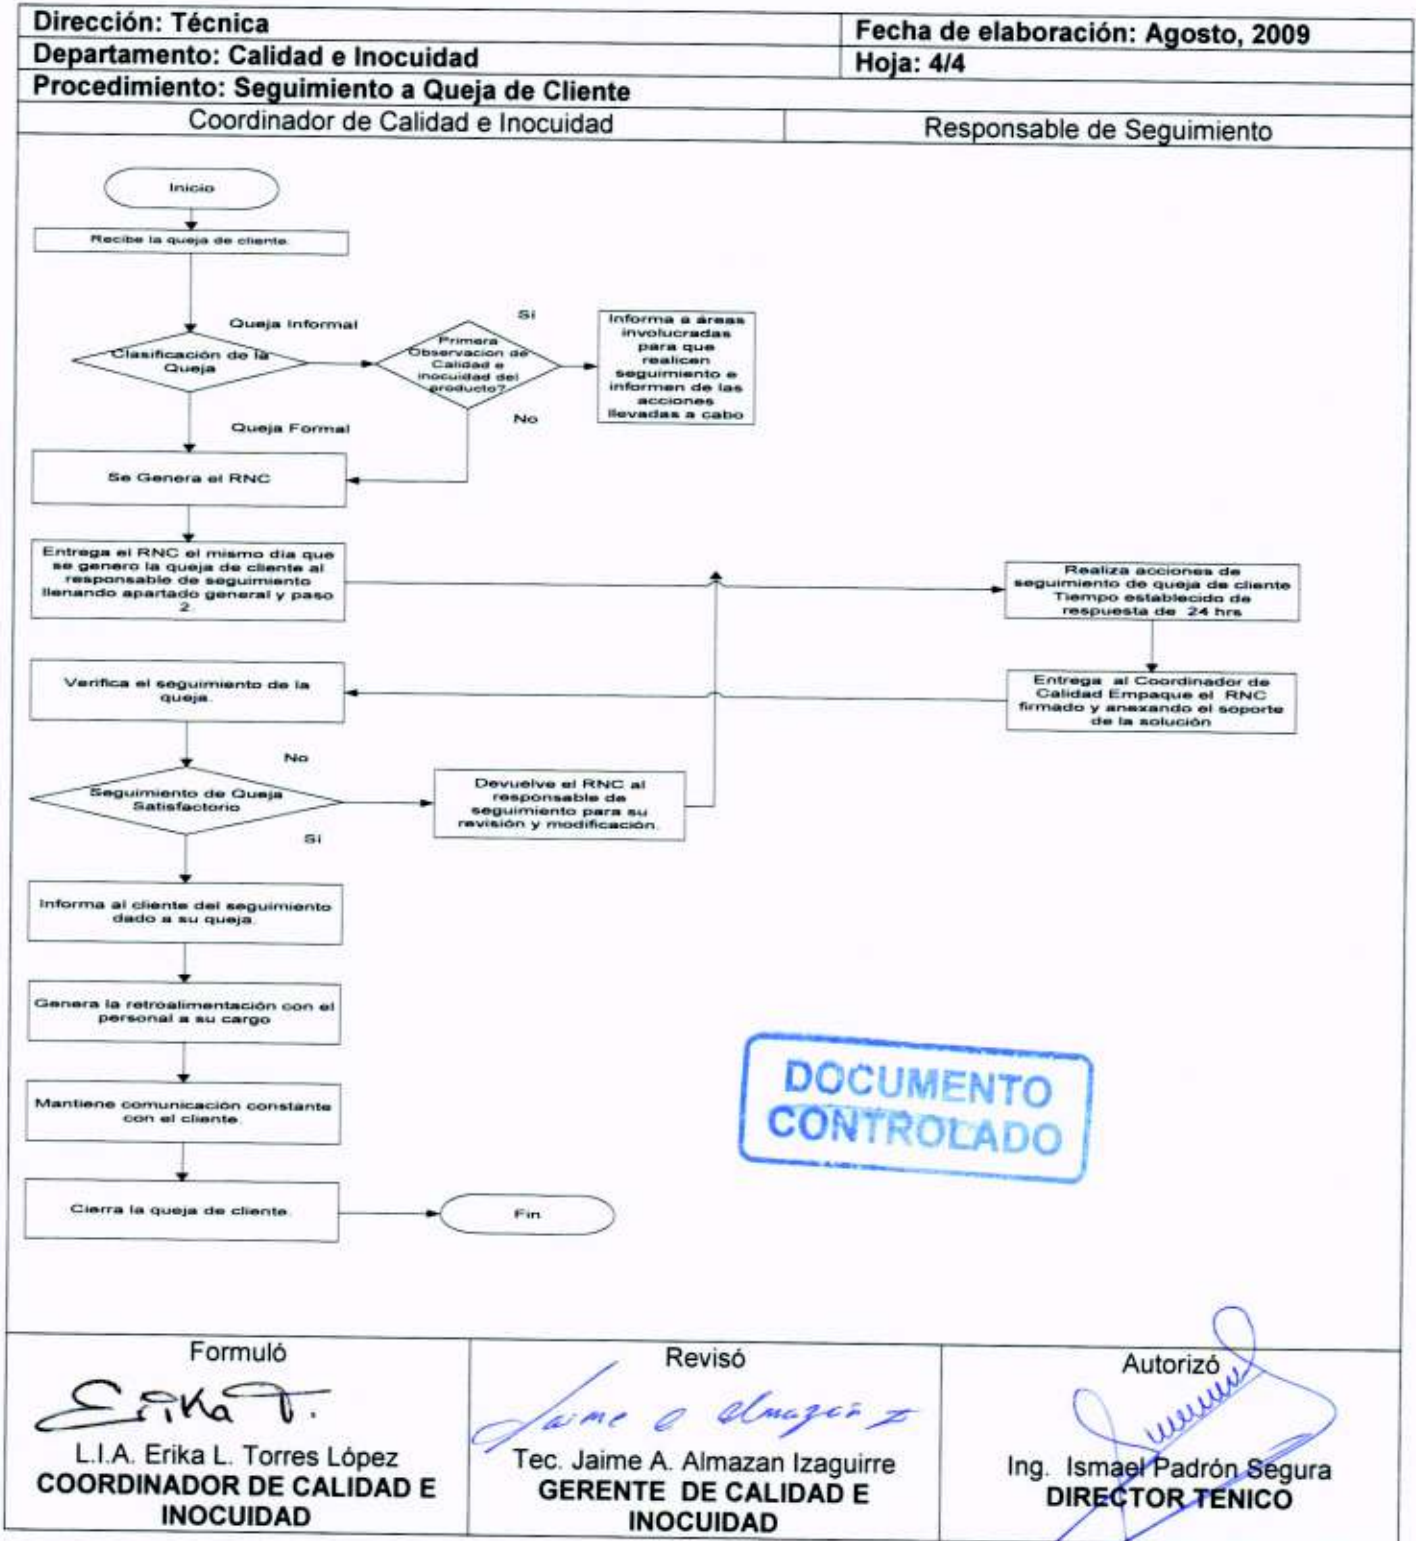 Dirección: Técnica
Fecha de elaboración: Agosto, 2009
Departamento: Calidad e Inocuidad
Hoja: 4/4
Procedimiento: Seguimiento a Queja de Cliente
Coordinador de Calidad e Inocuidad
Responsable de Seguimiento
Inicio
Recibe la queja de cliente.
Clasificación de la
Queja
Queja Informal
Queja Formal
Primera
Observacion de
Calidad e
inocuidad del
producto?
Si
No
Informa a áreas
involucradas
para que
realicen
seguimiento e
informen de las
acciones
llevadas a cabo
Se Genera el RNC
Entrega el RNC el mismo dia que
se genero la queja de cliente al
responsable de seguimiento
llenando apartado general y paso
2.
Realiza acciones de
seguimiento de queja de cliente
Tiempo establecido de
respuesta de 24 hrs
Entrega al Coordinador de
Calidad Empaque el RNC
firmado y anexando el soporte
de la solución
Verifica el seguimiento de la
queja.
Seguimiento de Queja
Satisfactorio
No
Si
Devuelve el RNC al
responsable de
seguimiento para su
revisión y modificación.
Informa al cliente del seguimiento
dado a su queja.
Genera la retroalimentación con el
personal a su cargo
Mantiene comunicación constante
con el cliente.
Cierra la queja de cliente.
Fin
DOCUMENTO
CONTROLADO
Formuló
Erika T.
L.I.A. Erika L. Torres López
COORDINADOR DE CALIDAD E
INOCUIDAD
Revisó
Tec. Jaime A. Almazan Izaguirre
GERENTE DE CALIDAD E
INOCUIDAD
Autorizó
Ing. Ismael Padrón Segura
DIRECTOR TENICO